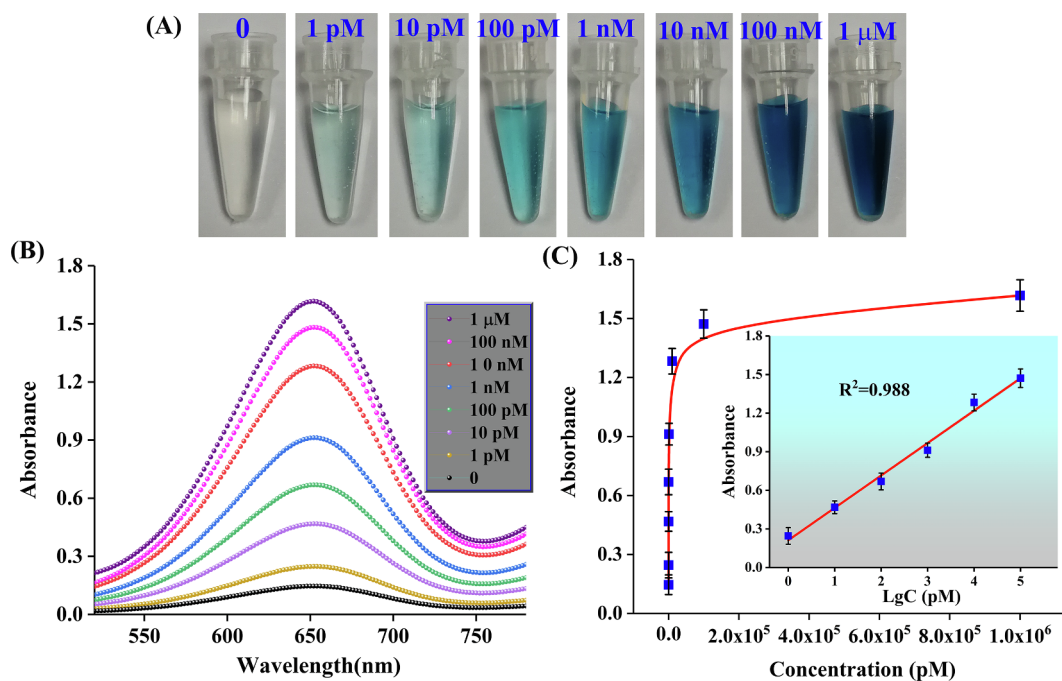 (A)
0
1 pM
10 pM
100 pM
1 nM
10 nM
100 nM
1 μM
(B)
Absorbance
1.8
1.5
1.2
0.9
0.6
0.3
0.0
550
600
650
700
750
Wavelength(nm)
1 μM
100 nM
1 0 nM
1 nM
100 pM
10 pM
1 pM
0
(C)
Absorbance
1.8
1.5
1.2
0.9
0.6
0.3
0.0
0.0
2.0x10⁵
4.0x10⁵
6.0x10⁵
8.0x10⁵
1.0x10⁶
Concentration (pM)
R²=0.988
Absorbance
1.8
1.5
1.2
0.9
0.6
0.3
0.0
0
1
2
3
4
5
LgC (pM)